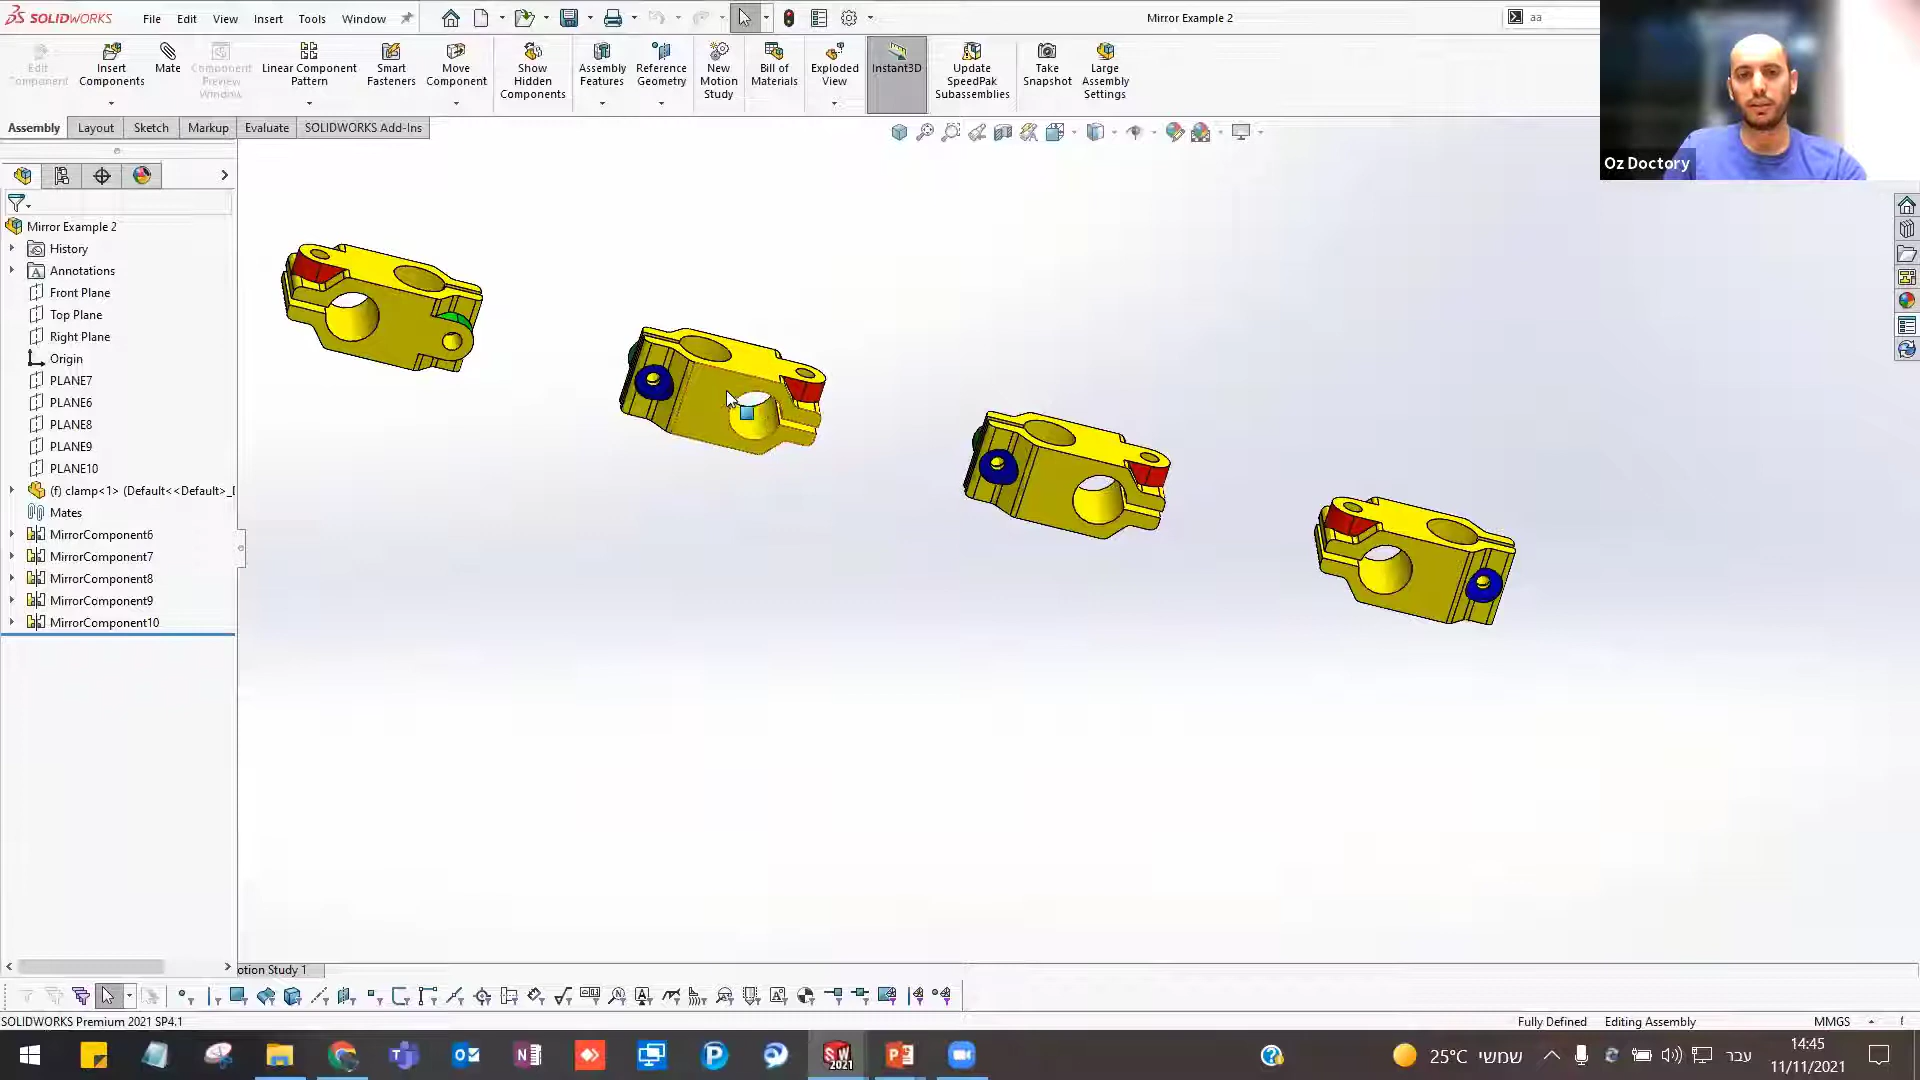 SOLIDWORKS File Edit View Insert Tools Window Mirror Example 2 aa
Edit Component
Insert Components
Mate
Component Preview Window
Linear Component Pattern
Smart Fasteners
Move Component
Show Hidden Components
Assembly Features
Reference Geometry
New Motion Study
Bill of Materials
Exploded View
Instant3D
Update SpeedPak Subassemblies
Take Snapshot
Large Assembly Settings
Oz Doctory
Assembly Layout Sketch Markup Evaluate SOLIDWORKS Add-Ins
Mirror Example 2
History
Annotations
Front Plane
Top Plane
Right Plane
Origin
PLANE7
PLANE6
PLANE8
PLANE9
PLANE10
(f) clamp<1> (Default<<Default>_
Mates
MirrorComponent6
MirrorComponent7
MirrorComponent8
MirrorComponent9
MirrorComponent10
otion Study 1
SOLIDWORKS Premium 2021 SP4.1 Fully Defined Editing Assembly MMGS
SW 2021
25°C שמשי
עבר
14:45
11/11/2021